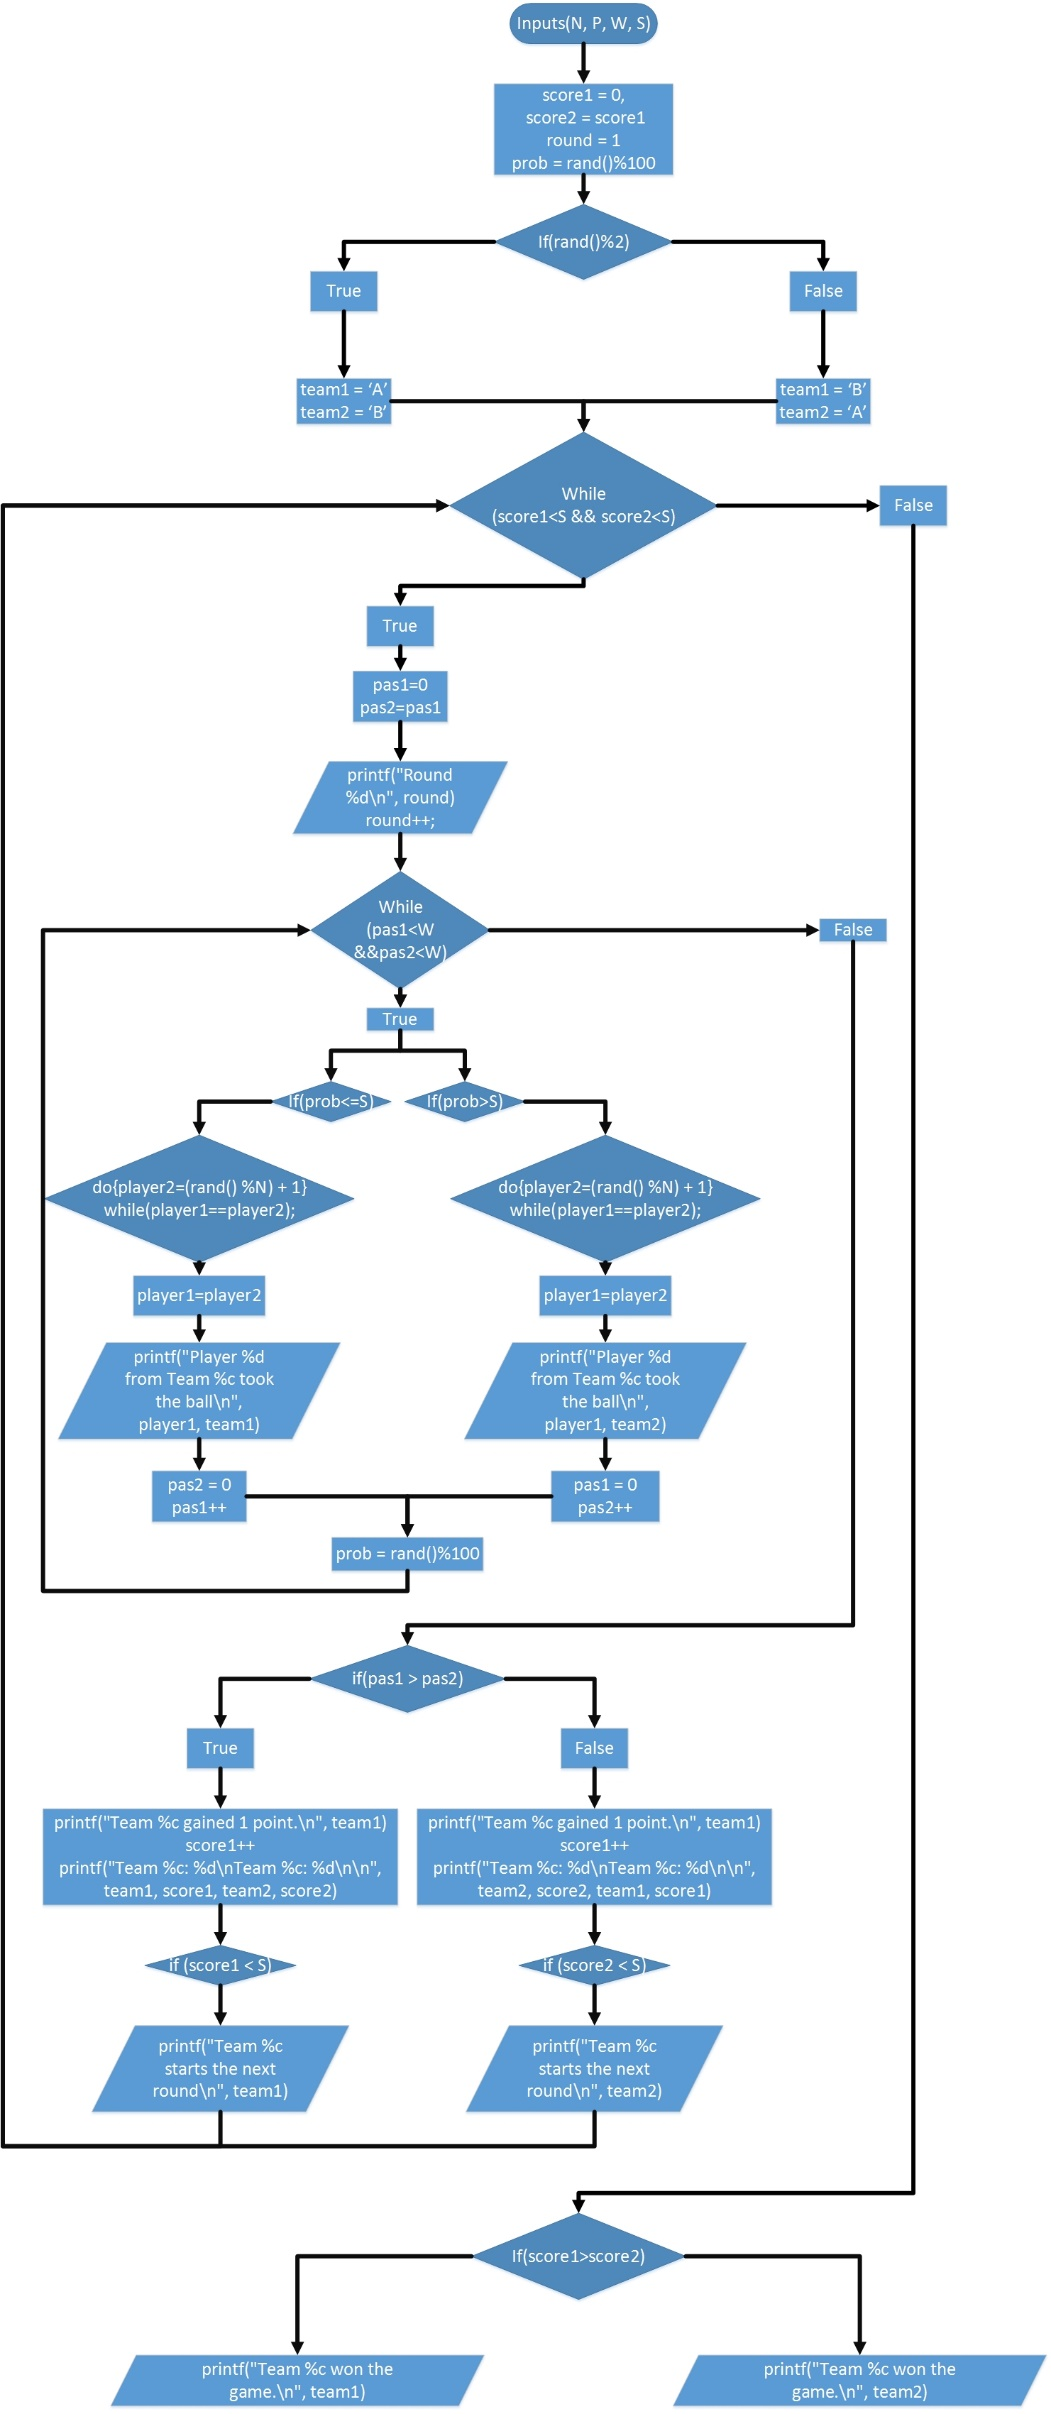 Inputs(N, P, W, S)
score1 = 0,
score2 = score1
round = 1
prob = rand()%100
If(rand()%2)
True
False
team1 = ‘A’
team2 = ‘B’
team1 = ‘B’
team2 = ‘A’
While
(score1<S && score2<S)
False
True
pas1=0
pas2=pas1
printf("Round
%d\n", round)
round++;
While
(pas1<W
&&pas2<W)
False
True
If(prob<=S)
If(prob>S)
do{player2=(rand() %N) + 1}
while(player1==player2);
do{player2=(rand() %N) + 1}
while(player1==player2);
player1=player2
player1=player2
printf("Player %d
from Team %c took
the ball\n",
player1, team1)
printf("Player %d
from Team %c took
the ball\n",
player1, team2)
pas2 = 0
pas1++
pas1 = 0
pas2++
prob = rand()%100
if(pas1 > pas2)
True
False
printf("Team %c gained 1 point.\n", team1)
score1++
printf("Team %c: %d\nTeam %c: %d\n\n",
team1, score1, team2, score2)
printf("Team %c gained 1 point.\n", team1)
score1++
printf("Team %c: %d\nTeam %c: %d\n\n",
team2, score2, team1, score1)
if (score1 < S)
if (score2 < S)
printf("Team %c
starts the next
round\n", team1)
printf("Team %c
starts the next
round\n", team2)
If(score1>score2)
printf("Team %c won the
game.\n", team1)
printf("Team %c won the
game.\n", team2)